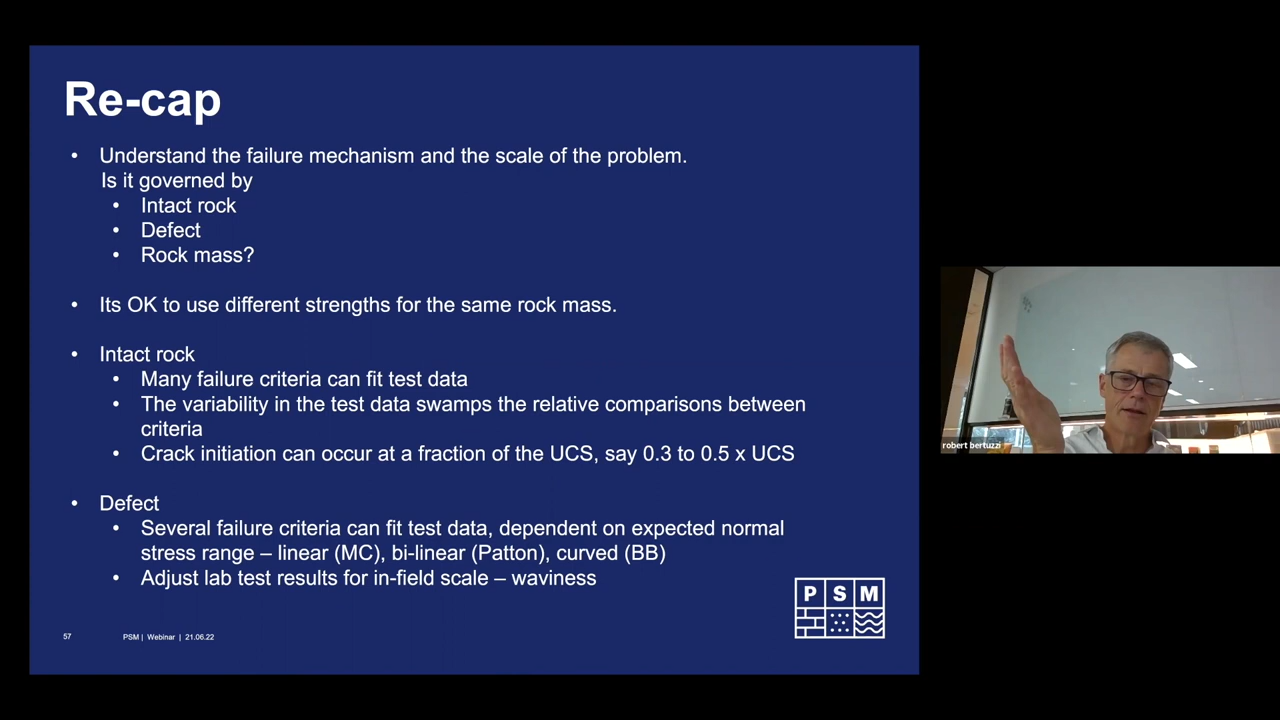 Re-cap
• Understand the failure mechanism and the scale of the problem.
Is it governed by
• Intact rock
• Defect
• Rock mass?
• Its OK to use different strengths for the same rock mass.
• Intact rock
• Many failure criteria can fit test data
• The variability in the test data swamps the relative comparisons between
criteria
• Crack initiation can occur at a fraction of the UCS, say 0.3 to 0.5 x UCS
• Defect
• Several failure criteria can fit test data, dependent on expected normal
stress range – linear (MC), bi-linear (Patton), curved (BB)
• Adjust lab test results for in-field scale – waviness
57 PSM | Webinar | 21.06.22
P S M
robert bertuzzi